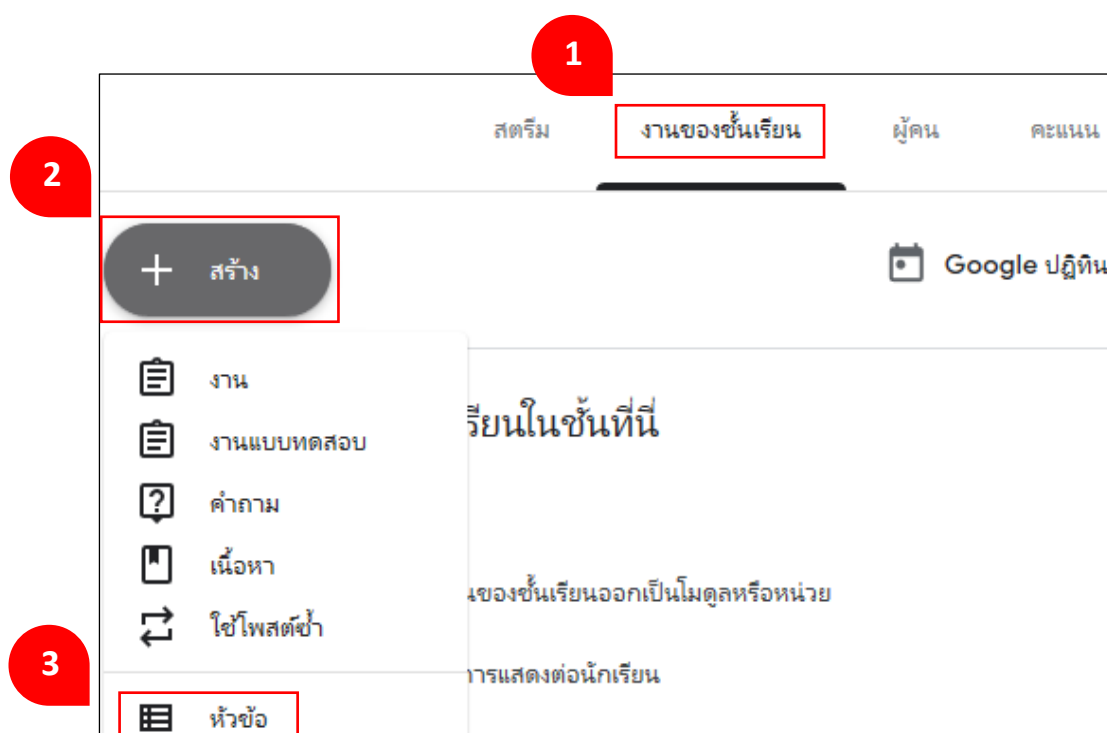 1
สตรีม งานของชั้นเรียน ผู้คน คะแนน
2
สร้าง Google ปฏิทิน
งาน
รียนในชั้นที่นี่
งานแบบทดสอบ
คำถาม
เนื้อหา
นของชั้นเรียนออกเป็นโมดูลหรือหน่วย
ใช้โพสต์ซ้ำ
3
การแสดงต่อนักเรียน
หัวข้อ